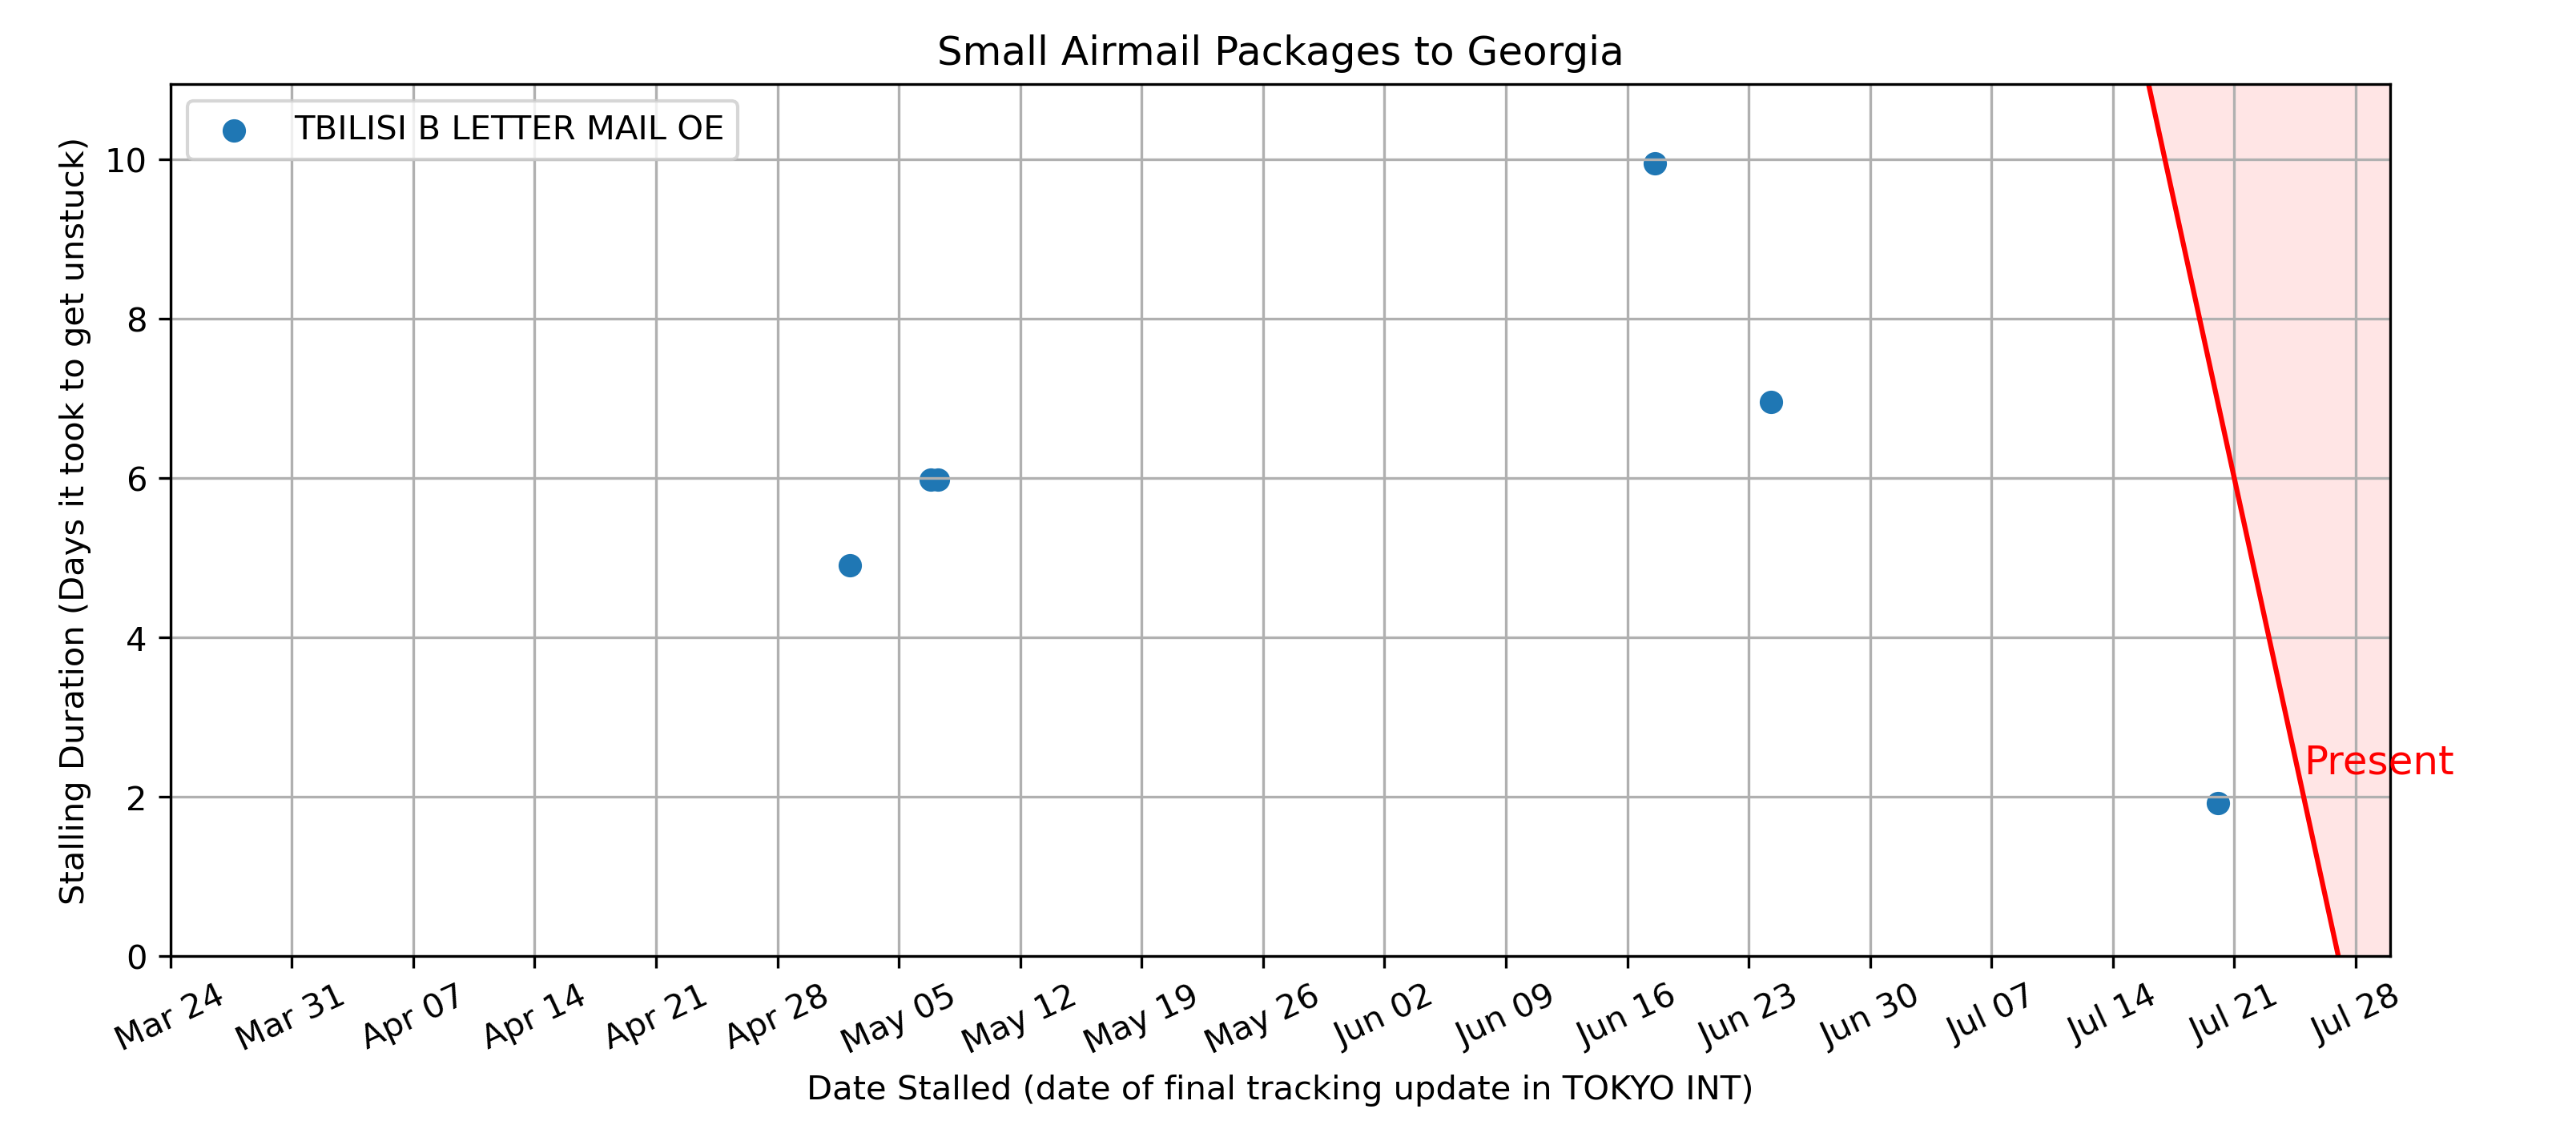 Small Airmail Packages to Georgia
TBILISI B LETTER MAIL OE
Stalling Duration (Days it took to get unstuck)
10
8
6
4
2
0
Present
Mar 24
Mar 31
Apr 07
Apr 14
Apr 21
Apr 28
May 05
May 12
May 19
May 26
Jun 02
Jun 09
Jun 16
Jun 23
Jun 30
Jul 07
Jul 14
Jul 21
Jul 28
Date Stalled (date of final tracking update in TOKYO INT)